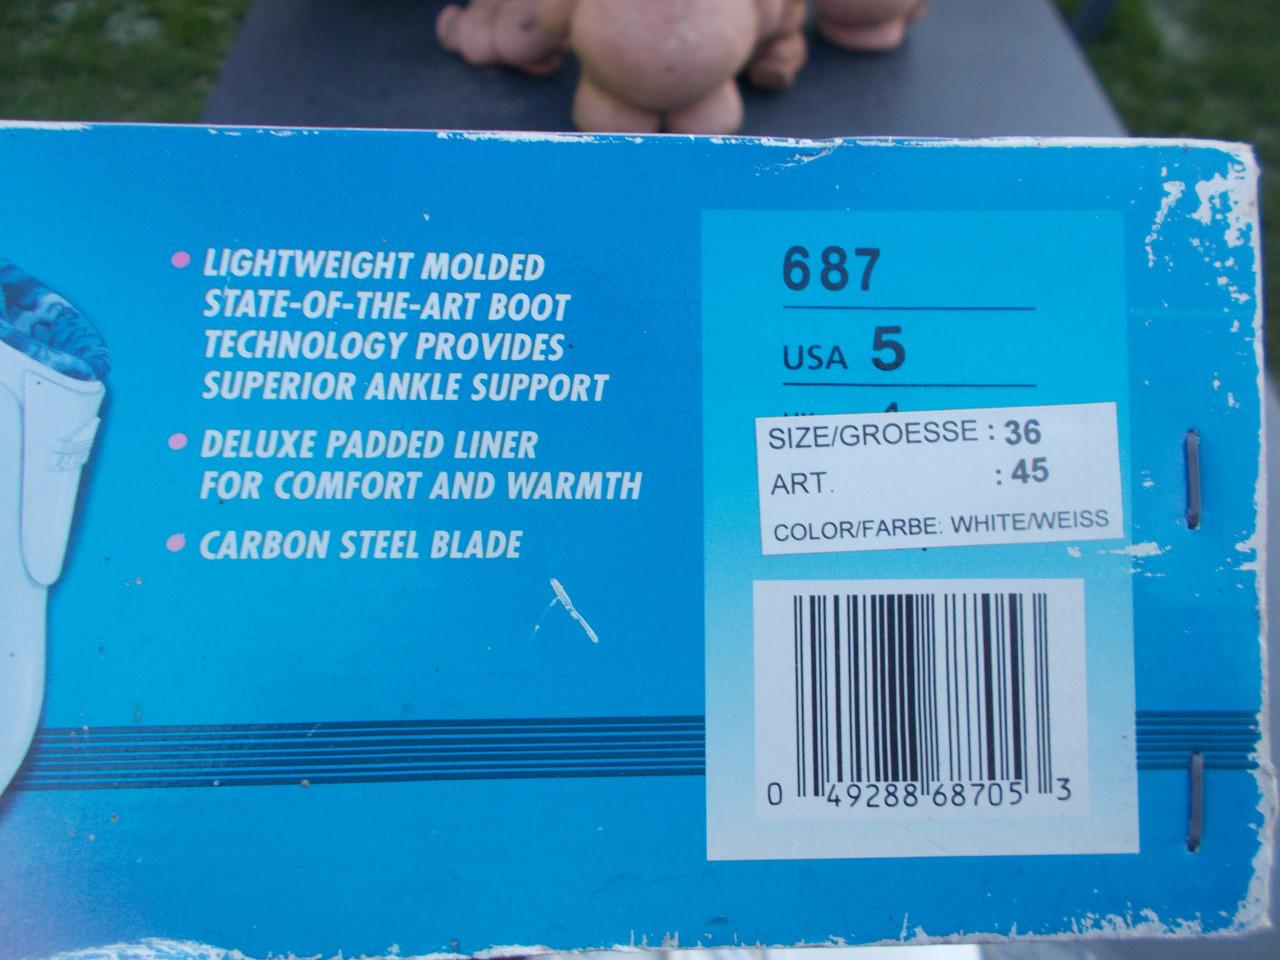 LIGHTWEIGHT MOLDED
STATE-OF-THE-ART BOOT
TECHNOLOGY PROVIDES
SUPERIOR ANKLE SUPPORT
DELUXE PADDED LINER
FOR COMFORT AND WARMTH
CARBON STEEL BLADE
687
USA 5
SIZE/GROESSE : 36
ART. : 45
COLOR/FARBE: WHITE/WEISS
0 49288 68705 3